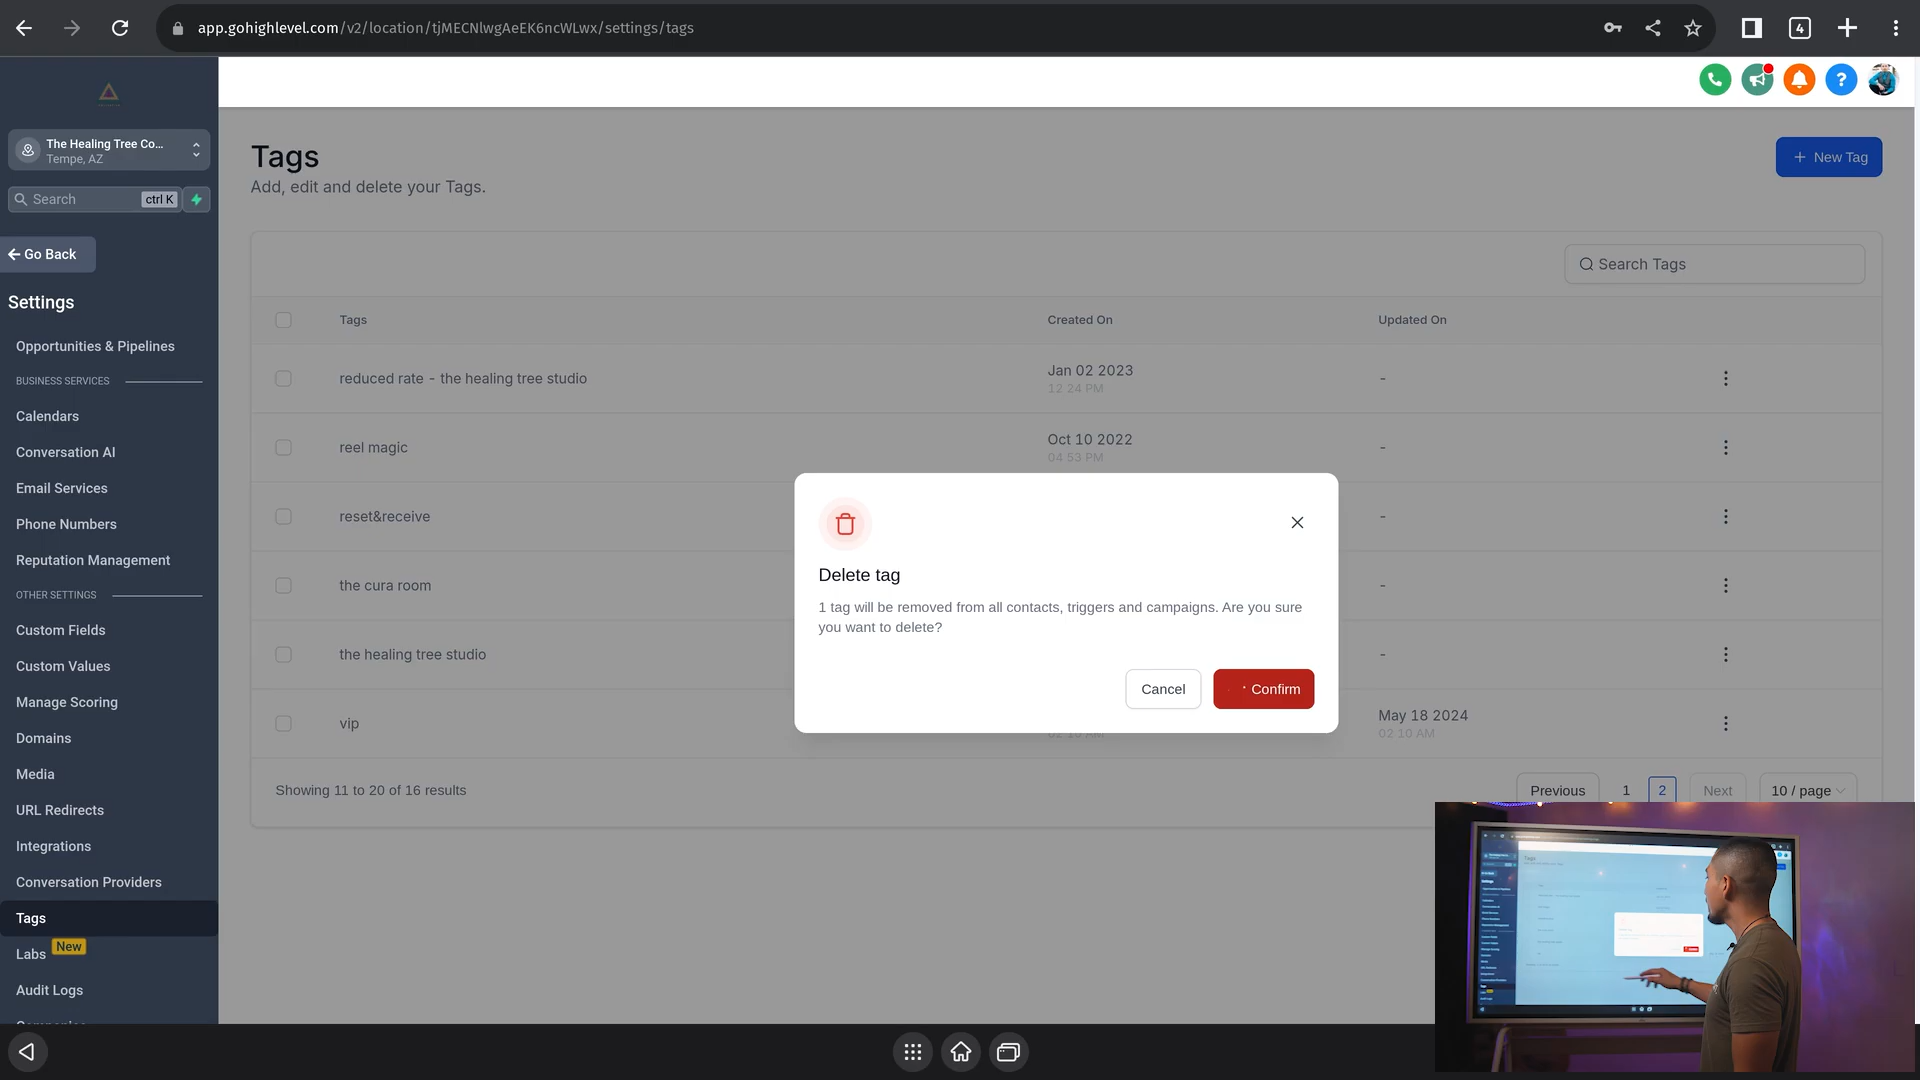 app.gohighlevel.com/v2/location/tjMECNlwgAeEK6ncWLwx/settings/tags
4
The Healing Tree Co...
Tempe, AZ
Search
ctrl K
Go Back
Settings
Opportunities & Pipelines
BUSINESS SERVICES
Calendars
Conversation AI
Email Services
Phone Numbers
Reputation Management
OTHER SETTINGS
Custom Fields
Custom Values
Manage Scoring
Domains
Media
URL Redirects
Integrations
Conversation Providers
Tags
Labs New
Audit Logs
Tags
Add, edit and delete your Tags.
+ New Tag
Search Tags
Tags Created On Updated On
reduced rate - the healing tree studio Jan 02 2023 -
12 24 PM
reel magic Oct 10 2022 -
04 53 PM
reset&receive -
the cura room -
the healing tree studio -
vip May 18 2024
02 10 AM
Delete tag
1 tag will be removed from all contacts, triggers and campaigns. Are you sure
you want to delete?
Cancel
Confirm
Showing 11 to 20 of 16 results
Previous 1 2 Next 10 / page